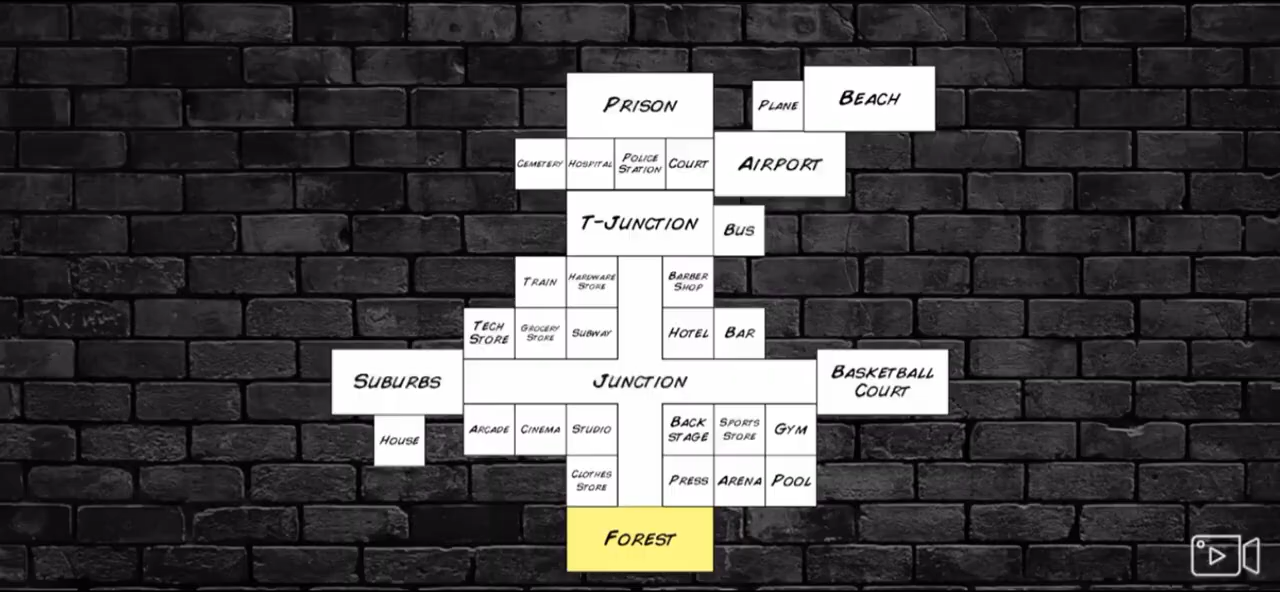 PRISON
PLANE
BEACH
CEMETERY
HOSPITAL
POLICE
STATION
COURT
AIRPORT
T-JUNCTION
BUS
TRAIN
HARDWARE
STORE
BARBER
SHOP
TECH
STORE
GROCERY
STORE
SUBWAY
HOTEL
BAR
SUBURBS
JUNCTION
BASKETBALL
COURT
HOUSE
ARCADE
CINEMA
STUDIO
BACK
STAGE
SPORTS
STORE
GYM
CLOTHES
STORE
PRESS
ARENA
POOL
FOREST